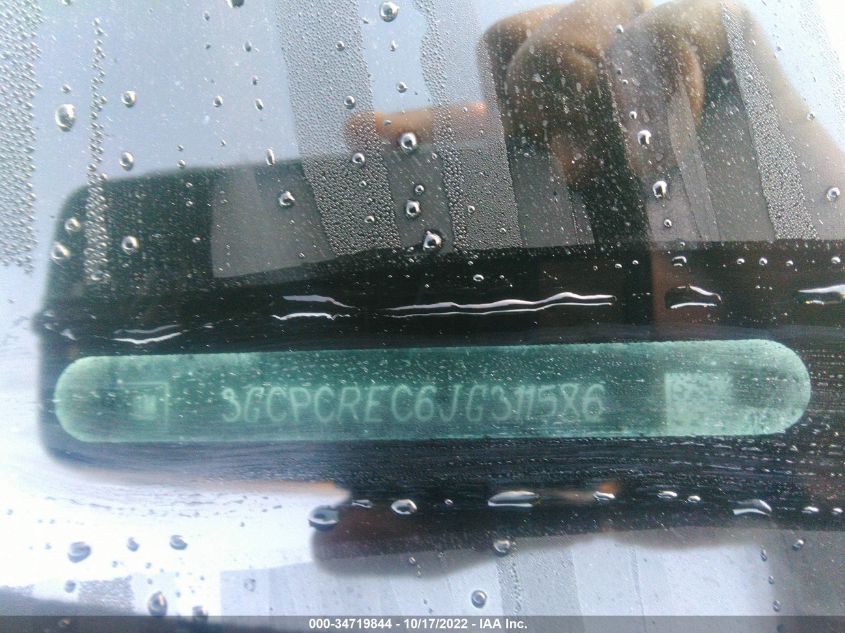 3GCPCREC6JG311586
000-34719844 - 10/17/2022 - IAA Inc.